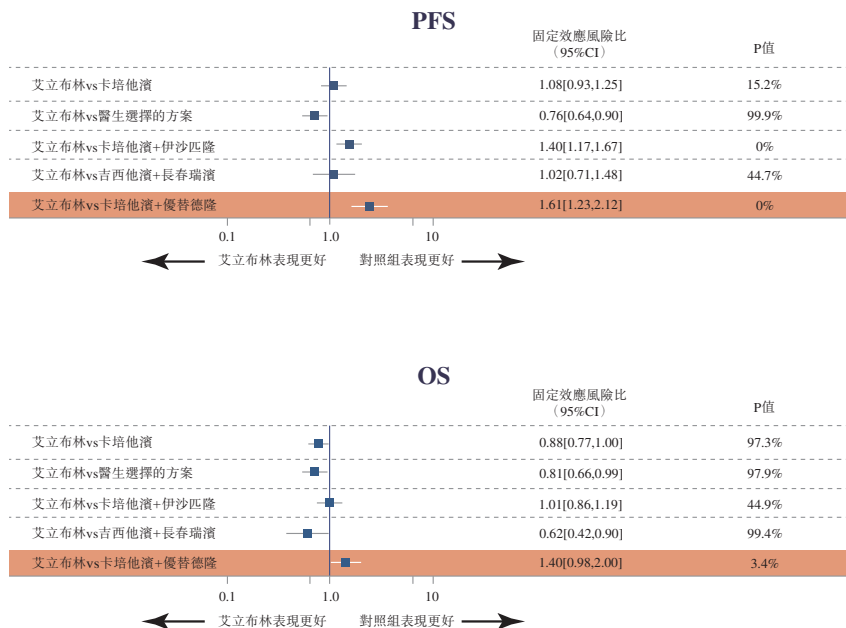 PFS
固定效應風險比
（95%CI）
P值
艾立布林vs卡培他濱 1.08[0.93,1.25] 15.2%
艾立布林vs醫生選擇的方案 0.76[0.64,0.90] 99.9%
艾立布林vs卡培他濱+伊沙匹隆 1.40[1.17,1.67] 0%
艾立布林vs吉西他濱+長春瑞濱 1.02[0.71,1.48] 44.7%
艾立布林vs卡培他濱+優替德隆 1.61[1.23,2.12] 0%
0.1 1.0 10
艾立布林表現更好 對照組表現更好
OS
固定效應風險比
（95%CI）
P值
艾立布林vs卡培他濱 0.88[0.77,1.00] 97.3%
艾立布林vs醫生選擇的方案 0.81[0.66,0.99] 97.9%
艾立布林vs卡培他濱+伊沙匹隆 1.01[0.86,1.19] 44.9%
艾立布林vs吉西他濱+長春瑞濱 0.62[0.42,0.90] 99.4%
艾立布林vs卡培他濱+優替德隆 1.40[0.98,2.00] 3.4%
0.1 1.0 10
艾立布林表現更好 對照組表現更好